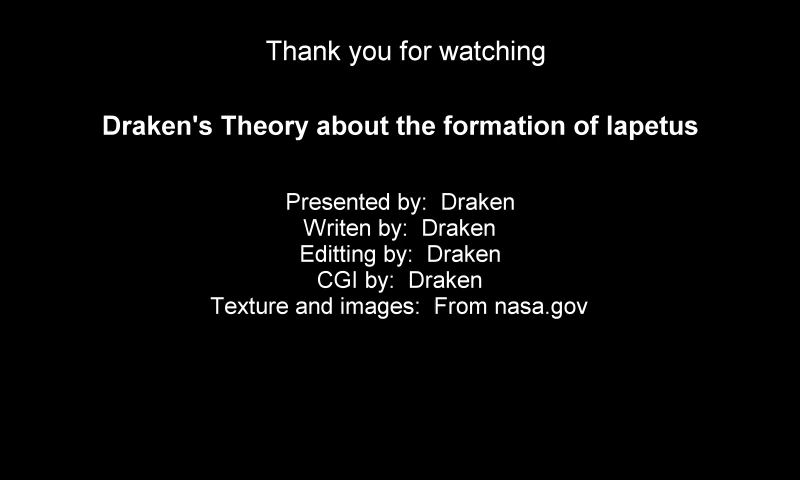 Thank you for watching
Draken's Theory about the formation of Iapetus
Presented by:  Draken
Writen by:  Draken
Editting by:  Draken
CGI by:  Draken
Texture and images:  From nasa.gov